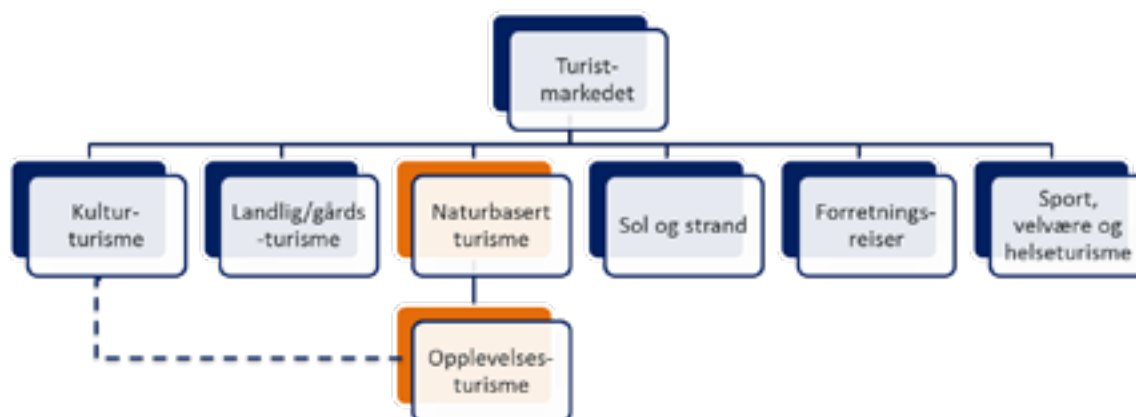 Turist-
markedet
Kultur-
turisme
Landlig/gårds
-turisme
Naturbasert
turisme
Sol og strand
Forretnings-
reiser
Sport,
velvære og
helseturisme
Opplevelses-
turisme